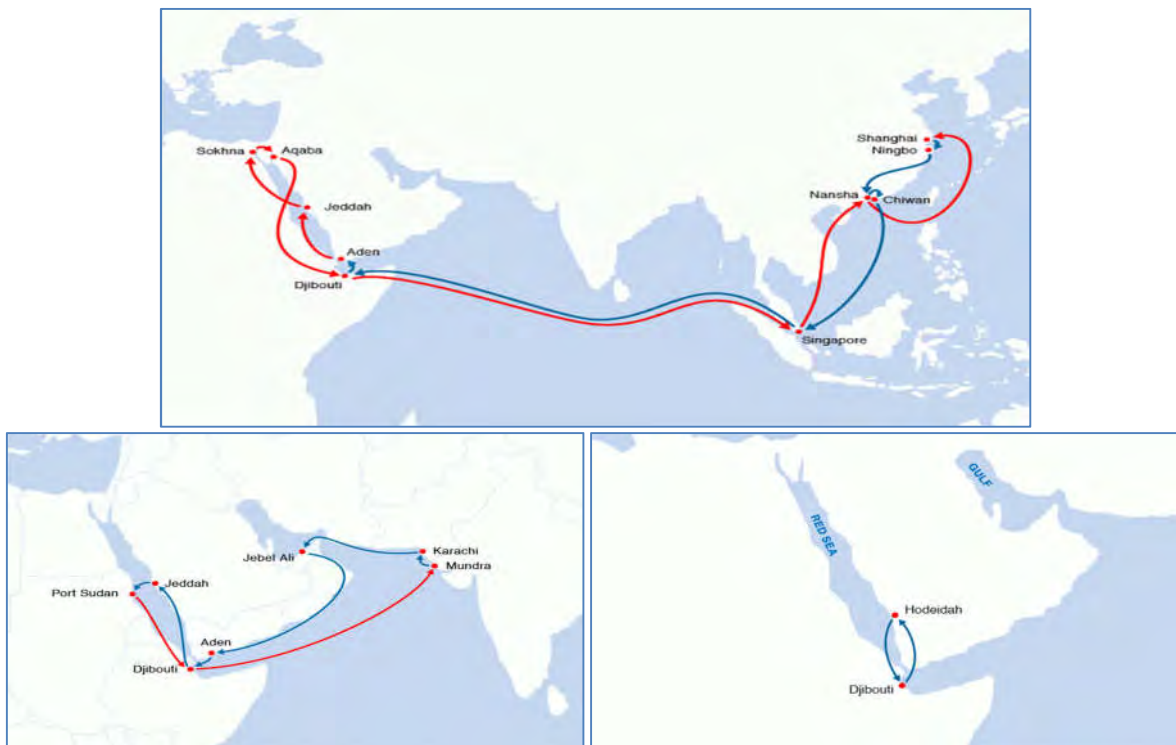 Shanghai
Ningbo
Sokhna
Aqaba
Nansha
Chiwan
Jeddah
Aden
Djibouti
Singapore
Karachi
Jebel Ali
Mundra
Jeddah
Port Sudan
Aden
Djibouti
GULF
RED SEA
Hodeidah
Djibouti